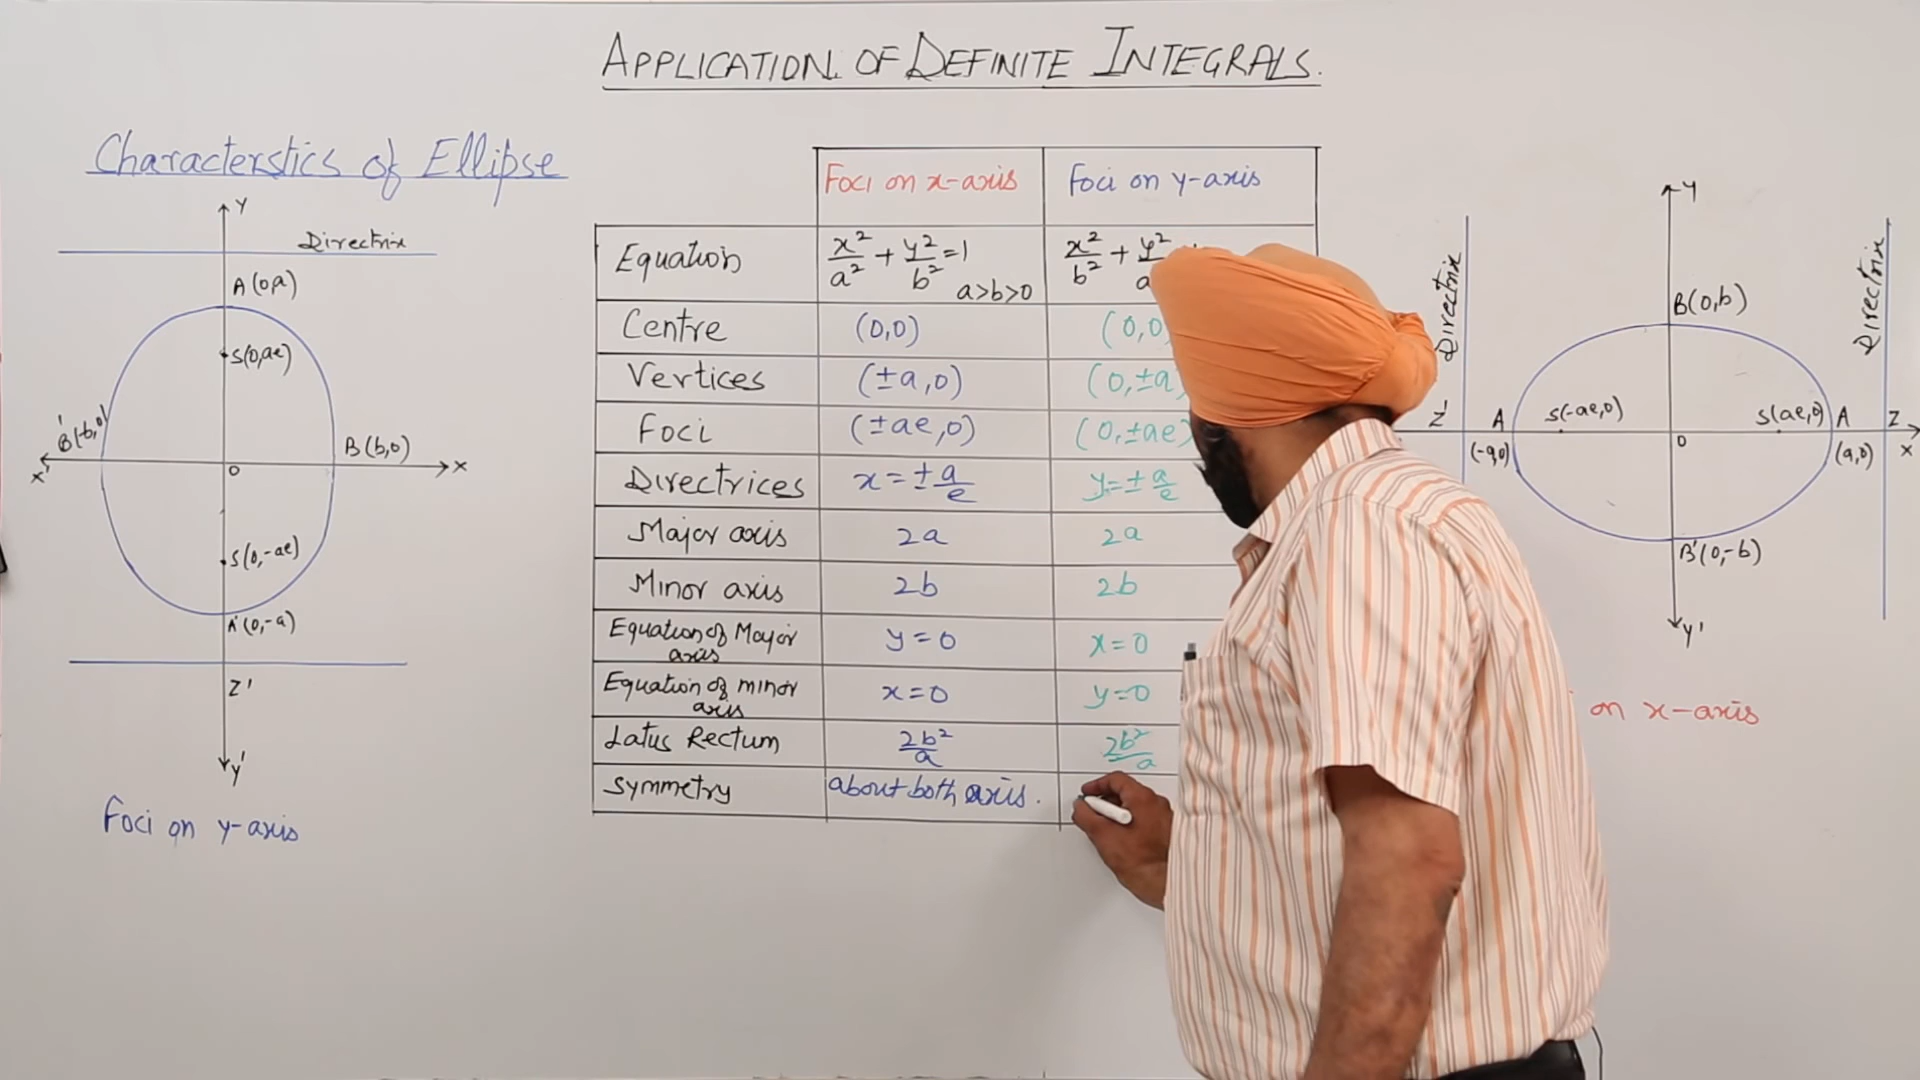 APPLICATION OF DEFINITE INTEGRALS.
Characterstics of Ellipse
Y
Directrix
A(0,a)
S(0,ae)
B'(-b,0)
B(b,0)
X'
O
X
S(0,-ae)
A'(0,-a)
Z'
Y'
Foci on y-axis
Foci on x-axis
Foci on y-axis
Equation
x²/a² + y²/b² = 1
a>b>0
x²/b² + y²/a
Centre
(0,0)
(0,0
Vertices
(±a,0)
(0,±a
Foci
(±ae,0)
(0,±ae)
Directrices
x=±a/e
y=±a/e
Major axis
2a
2a
Minor axis
2b
2b
Equation of Major
axis
y=0
x=0
Equation of minor
axis
x=0
y=0
Latus Rectum
2b²/a
2b²/a
Symmetry
about both axis.
Y
Directrix
Directrix
B(0,b)
Z'
A
S(-ae,0)
S(ae,0)
A
Z
(-a,0)
O
(a,0)
X
B'(0,-b)
Y'
on x-axis